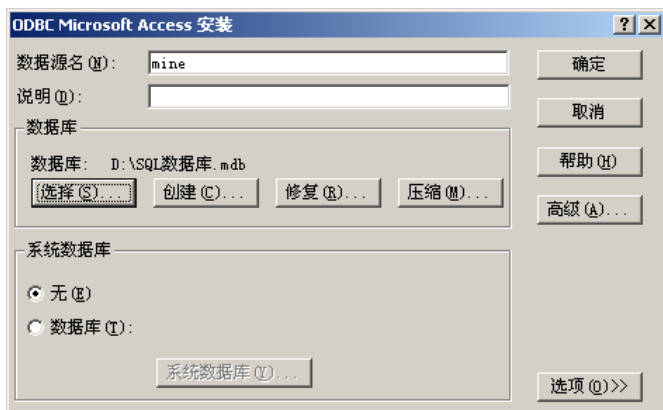 ODBC Microsoft Access 安装
数据源名(N): mine
确定
说明(D):
取消
数据库
数据库: D:\SQL数据库.mdb
帮助(H)
选择(S)... 创建(C)... 修复(R)... 压缩(M)...
高级(A)...
系统数据库
无(E)
数据库(T):
系统数据库(Y)...
选项(O)>>